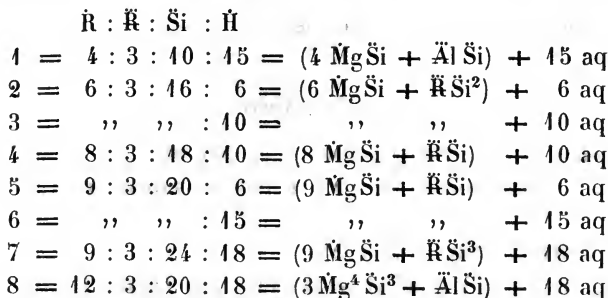 Ṙ : R̶̈ : S̈i : Ḣ
1 = 4 : 3 : 10 : 15 = (4 ṀgS̈i + Äl S̈i) + 15 aq
2 = 6 : 3 : 16 : 6 = (6 ṀgS̈i + R̶̈ S̈i²) + 6 aq
3 = ,, ,, : 10 = ,, ,, + 10 aq
4 = 8 : 3 : 18 : 10 = (8 ṀgS̈i + R̶̈S̈i) + 10 aq
5 = 9 : 3 : 20 : 6 = (9 ṀgS̈i + R̶̈S̈i) + 6 aq
6 = ,, ,, : 15 = ,, ,, + 15 aq
7 = 9 : 3 : 24 : 18 = (9 ṀgS̈i + R̶̈S̈i³) + 18 aq
8 = 12 : 3 : 20 : 18 = (3Ṁg⁴ S̈i³ + ÄlS̈i) + 18 aq